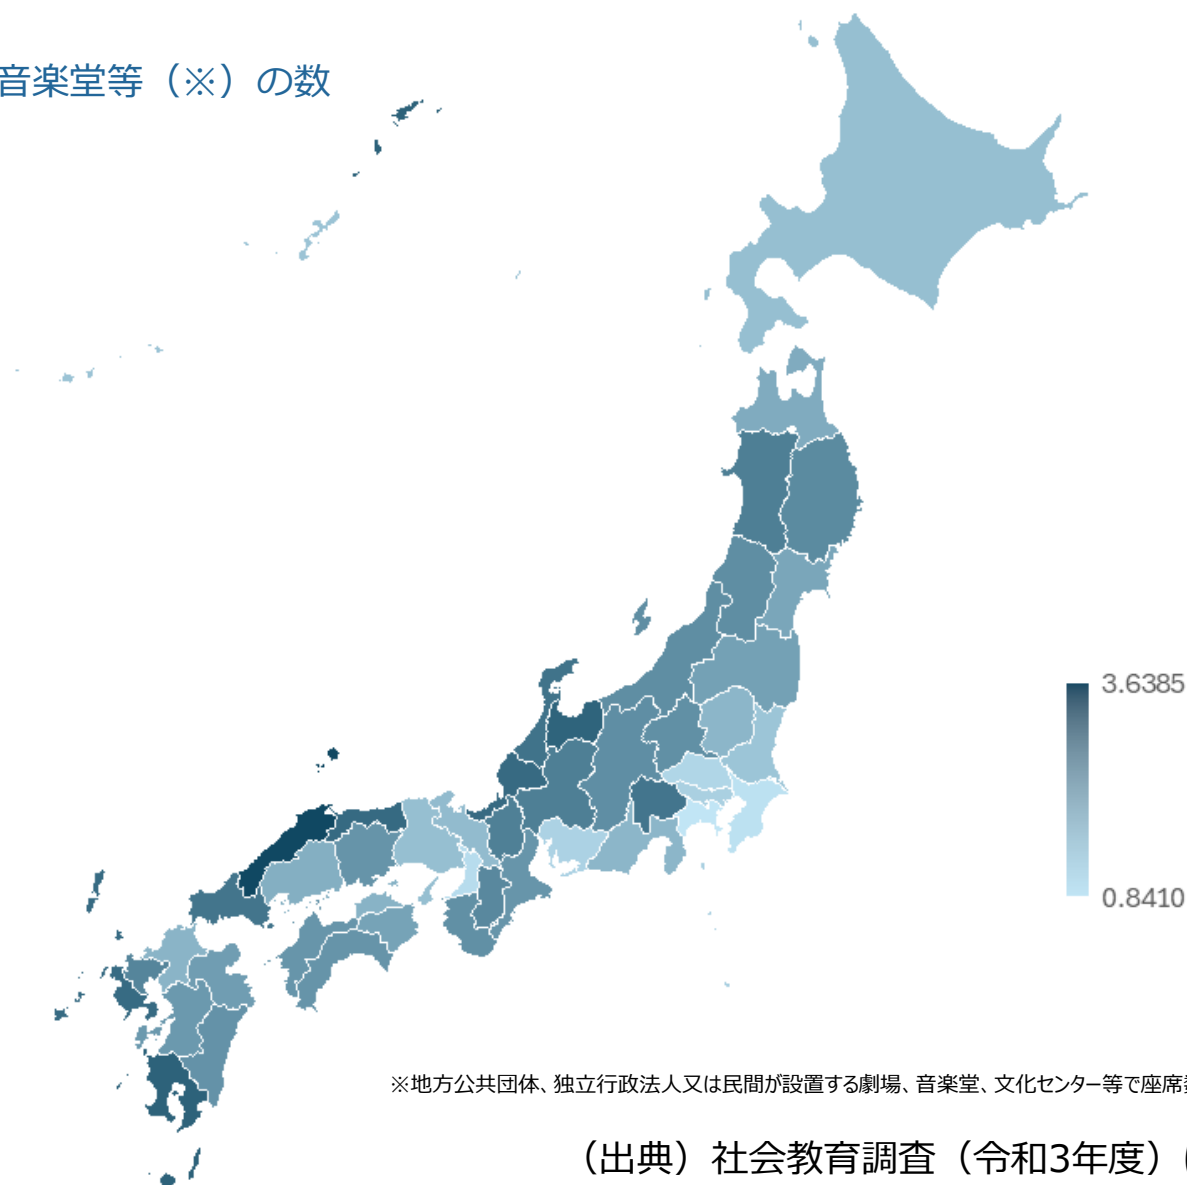 音楽堂等（※）の数
3.6385
0.8410
※地方公共団体、独立行政法人又は民間が設置する劇場、音楽堂、文化センター等で座席
（出典）社会教育調査（令和3年度）